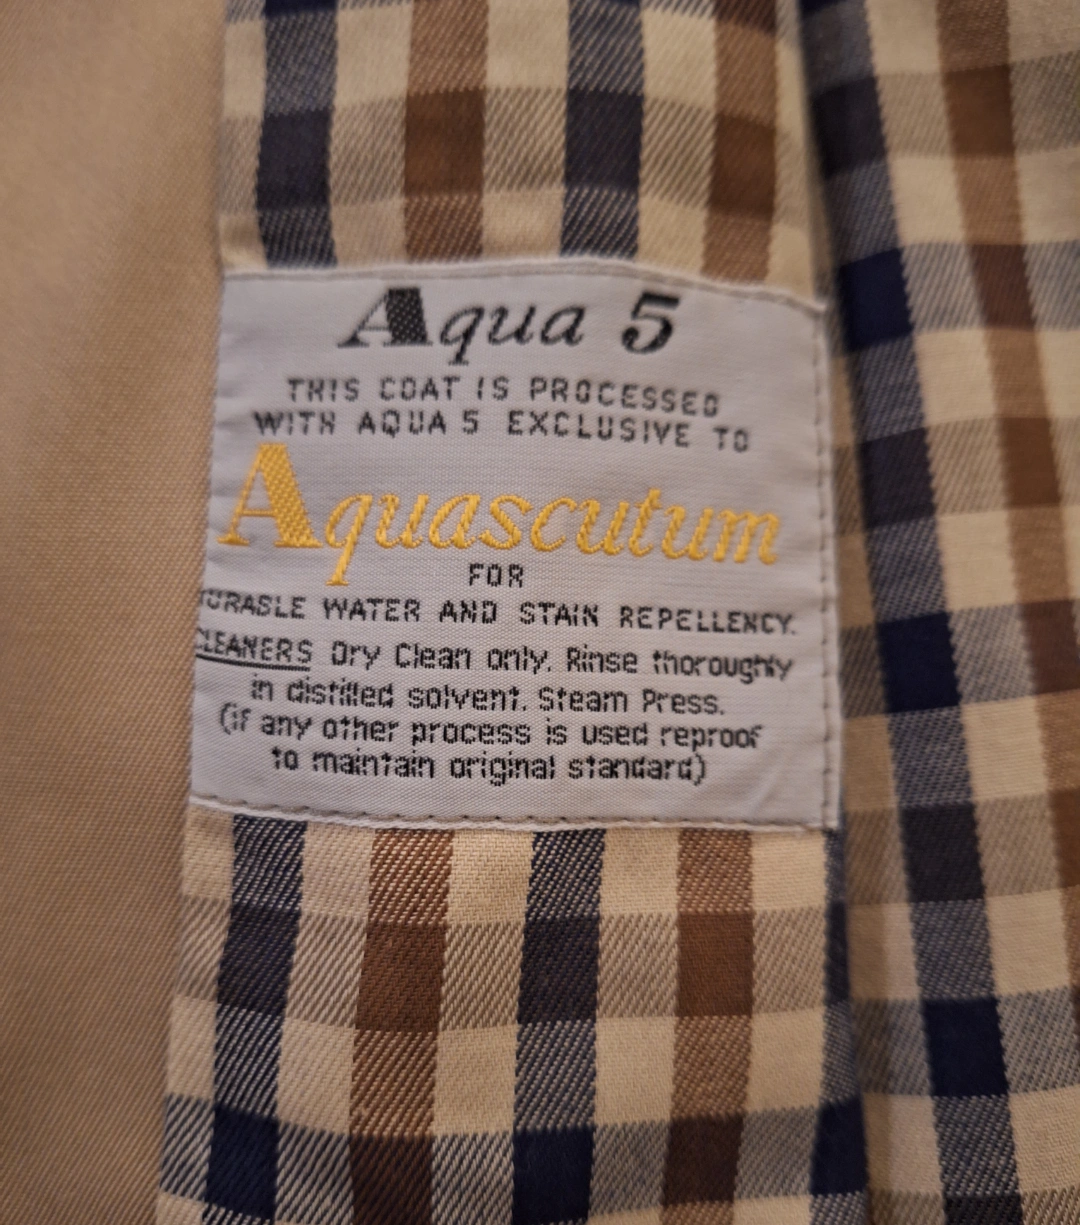 Aqua 5
THIS COAT IS PROCESSED
WITH AQUA 5 EXCLUSIVE TO
Aquascutum
FOR
DURABLE WATER AND STAIN REPELLENCY.
CLEANERS Dry Clean only. Rinse thoroughly
in distilled solvent. Steam Press.
(if any other process is used reproof
to maintain original standard)